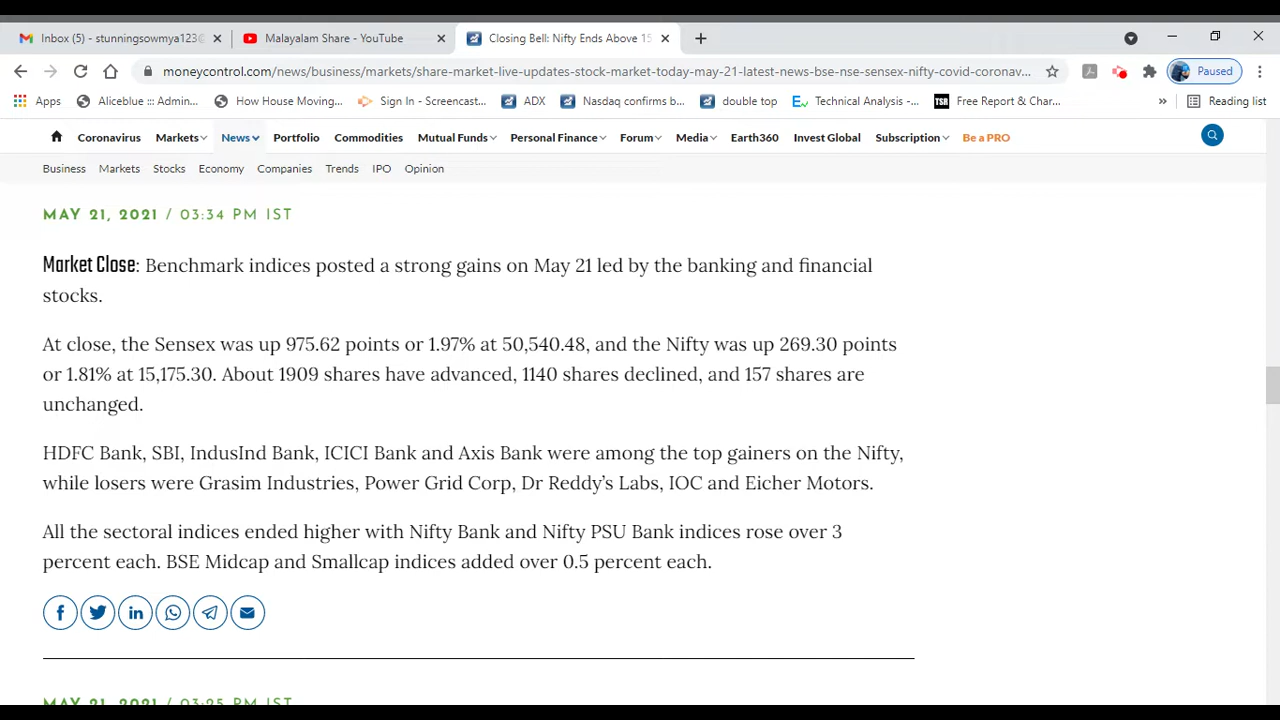 Inbox (5) - stunningsowmya123@
Malayalam Share - YouTube
Closing Bell: Nifty Ends Above 15
moneycontrol.com/news/business/markets/share-market-live-updates-stock-market-today-may-21-latest-news-bse-nse-sensex-nifty-covid-coronav...
Paused
Apps
Aliceblue ::: Admin...
How House Moving...
Sign In - Screencast...
ADX
Nasdaq confirms b...
double top
Technical Analysis -...
TSR
Free Report & Char...
»
Reading list
Coronavirus Markets News Portfolio Commodities Mutual Funds Personal Finance Forum Media Earth360 Invest Global Subscription Be a PRO
Business Markets Stocks Economy Companies Trends IPO Opinion
MAY 21, 2021 / 03:34 PM IST
Market Close: Benchmark indices posted a strong gains on May 21 led by the banking and financial
stocks.
At close, the Sensex was up 975.62 points or 1.97% at 50,540.48, and the Nifty was up 269.30 points
or 1.81% at 15,175.30. About 1909 shares have advanced, 1140 shares declined, and 157 shares are
unchanged.
HDFC Bank, SBI, IndusInd Bank, ICICI Bank and Axis Bank were among the top gainers on the Nifty,
while losers were Grasim Industries, Power Grid Corp, Dr Reddy’s Labs, IOC and Eicher Motors.
All the sectoral indices ended higher with Nifty Bank and Nifty PSU Bank indices rose over 3
percent each. BSE Midcap and Smallcap indices added over 0.5 percent each.
MAY 21, 2021 / 03:25 PM IST